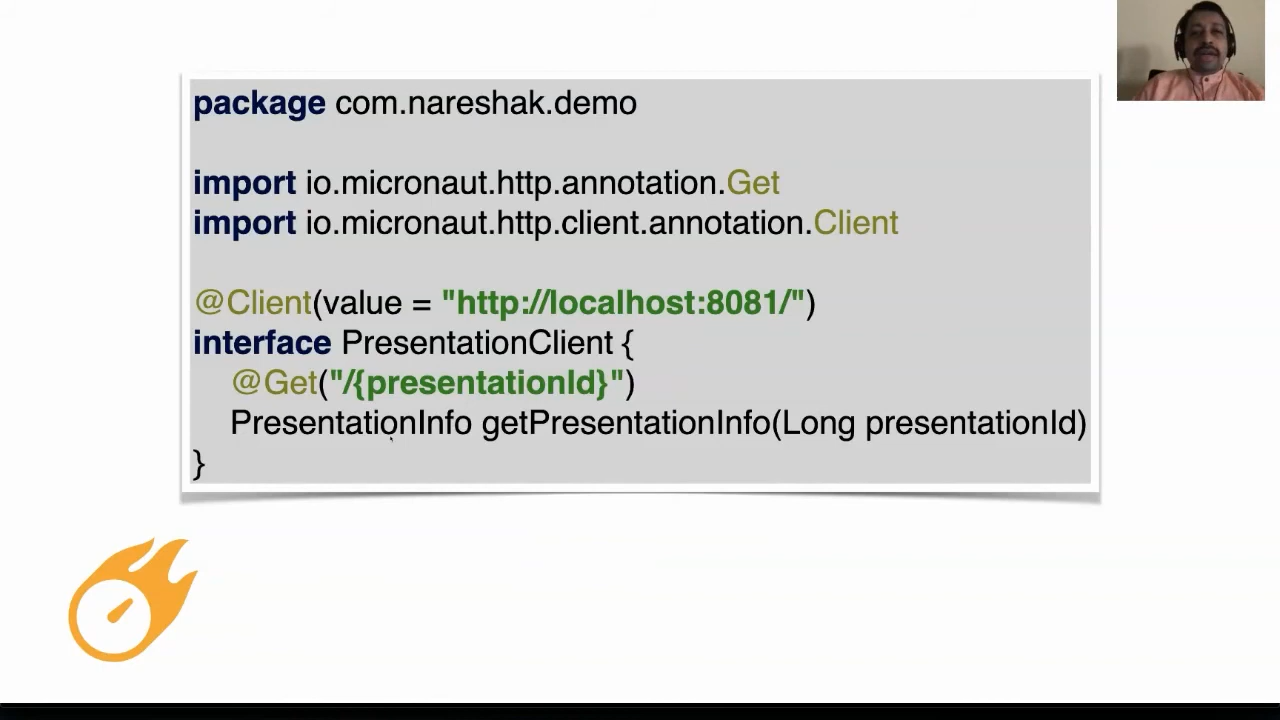 package com.nareshak.demo
import io.micronaut.http.annotation.Get
import io.micronaut.http.client.annotation.Client
@Client(value = "http://localhost:8081/")
interface PresentationClient {
@Get("/{presentationId}")
PresentationInfo getPresentationInfo(Long presentationId)
}